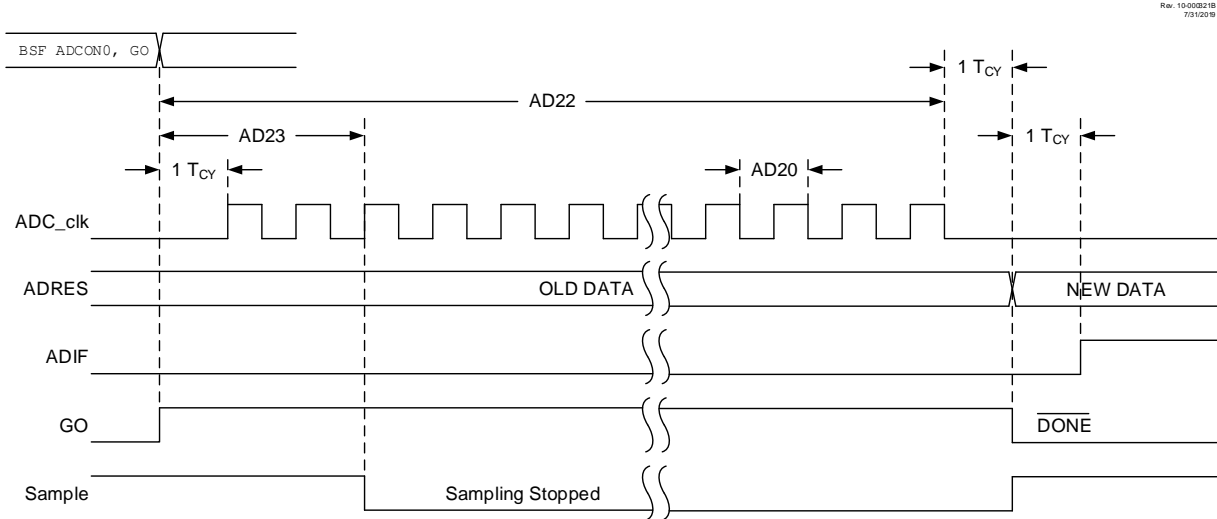 Rev. 10-000321B
7/31/2019
BSF ADCON0, GO
1 TCY
AD22
AD23
1 TCY
1 TCY
AD20
ADC_clk
ADRES
OLD DATA
NEW DATA
ADIF
GO
DONE
Sample
Sampling Stopped